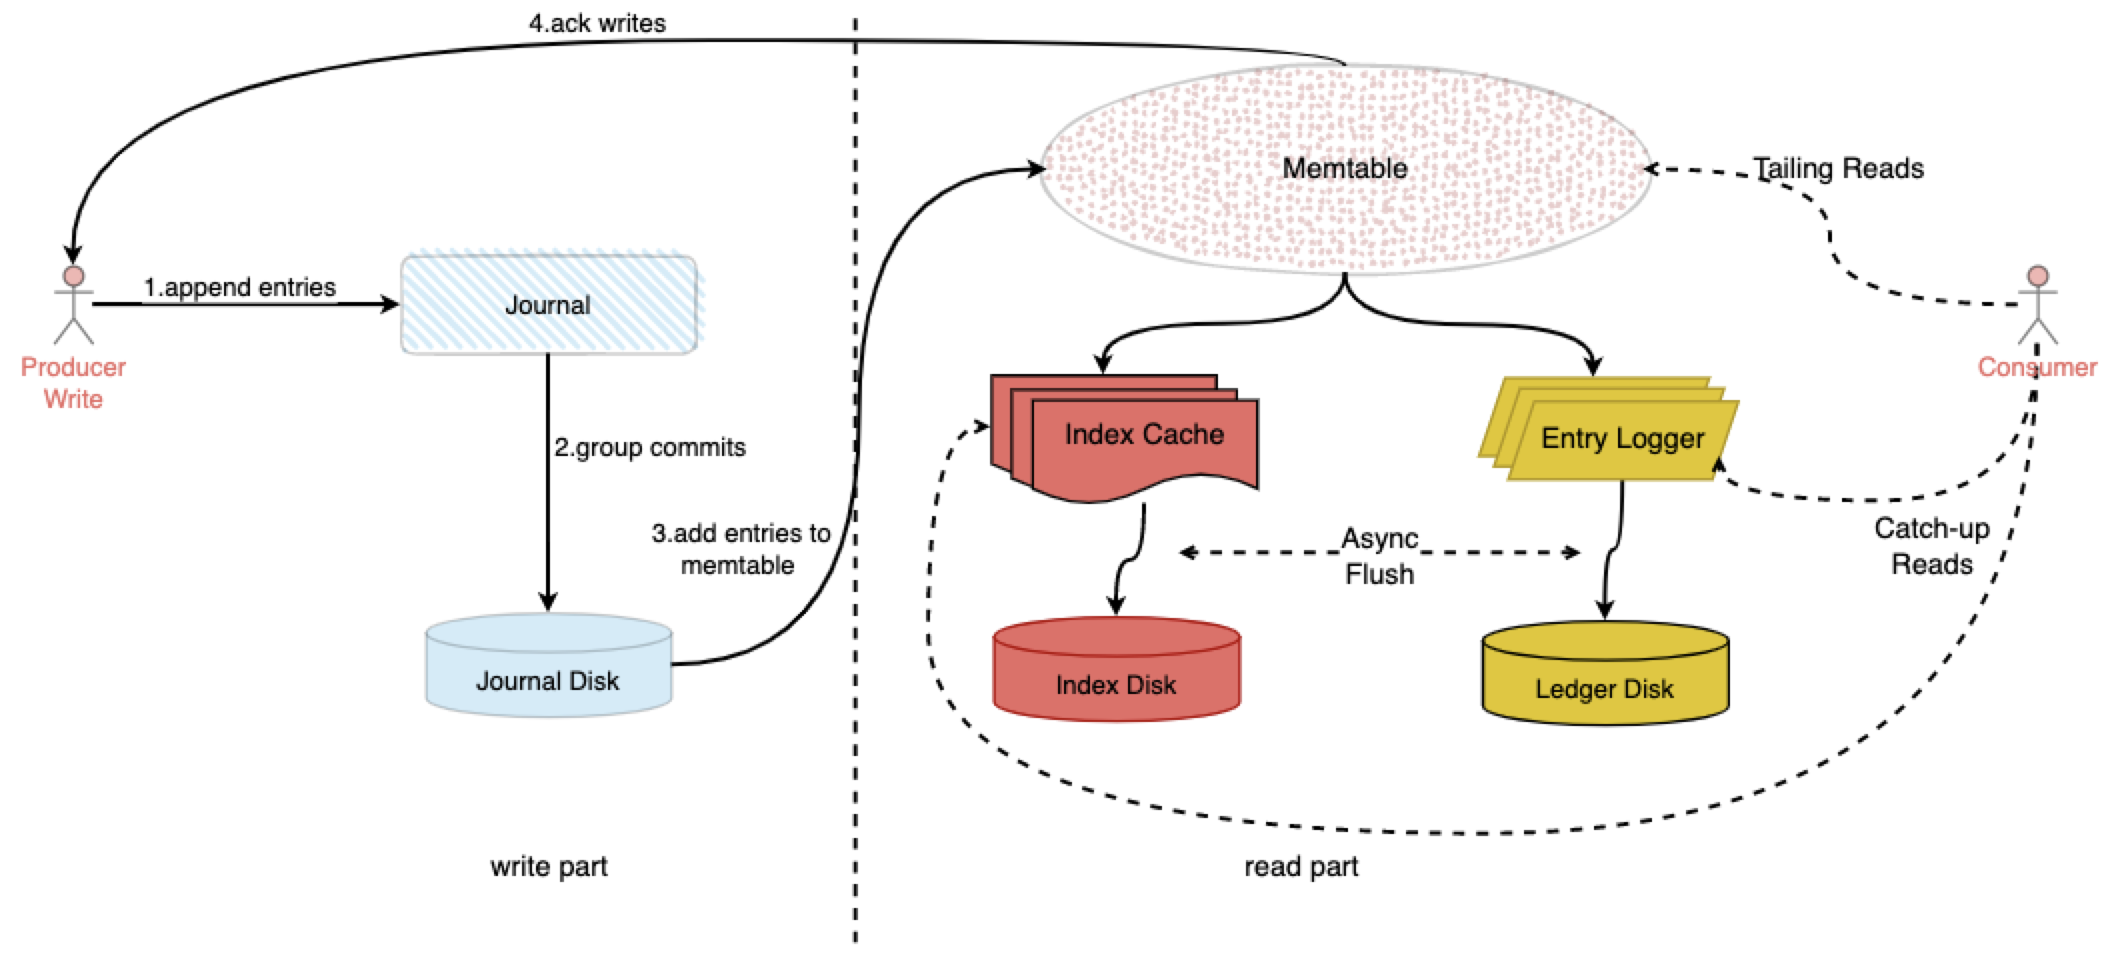 4.ack writes
Memtable
Tailing Reads
1.append entries
Journal
Producer
Write
Consumer
2.group commits
Index Cache
Entry Logger
3.add entries to
memtable
Async
Flush
Catch-up
Reads
Journal Disk
Index Disk
Ledger Disk
write part
read part